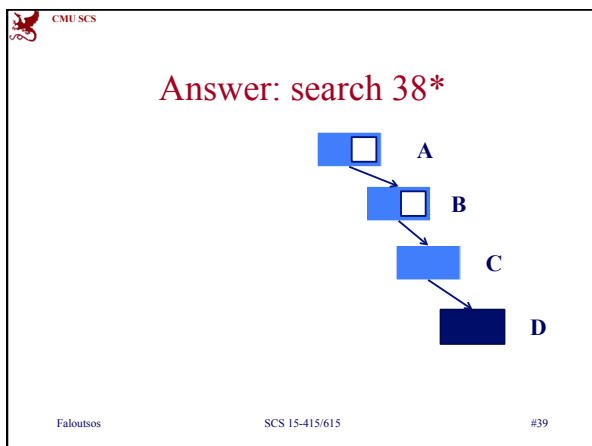 CMU SCS
Answer: search 38*
A
B
C
D
Faloutsos SCS 15-415/615 #39